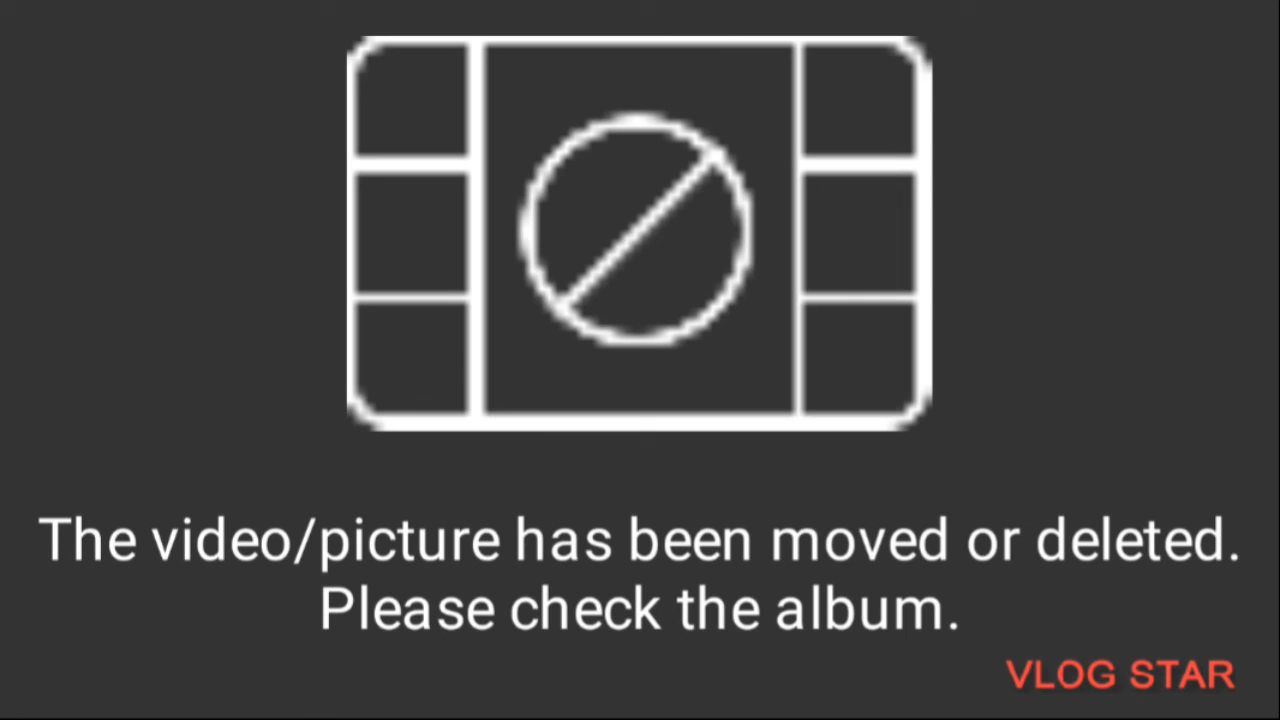 The video/picture has been moved or deleted.
Please check the album.
VLOG STAR